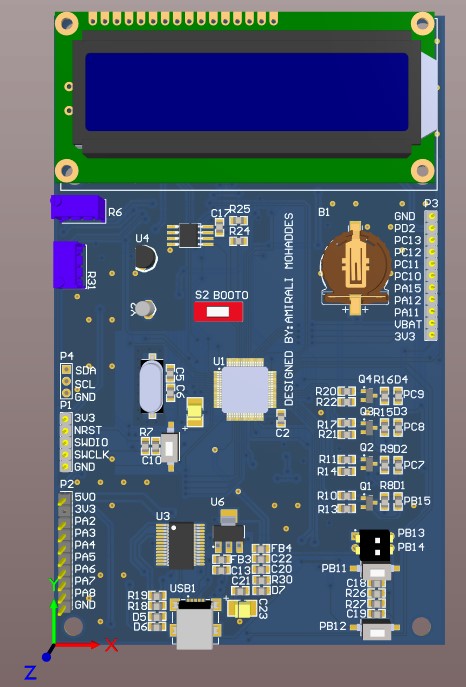 R6
U4
C17
R25
R24
R31
S2 BOOT0
DESIGNED BY:AMIRALI MOHADDES
B1
P3
GND
PD2
PC13
PC12
PC11
PC10
PA15
PA12
PA11
VBAT
3V3
P4
SDA
SCL
GND
P1
3V3
NRST
SWDIO
SWCLK
GND
C5
C6
U1
C2
R7
C10
Q4 R16 D4
R20
R22
PC9
Q3 R15 D3
R17
R21
PC8
Q2 R9 D2
R11
R14
PC7
Q1 R8 D1
R10
R13
PB15
P2
5V0
3V3
PA2
PA3
PA4
PA5
PA6
PA7
PA8
GND
U3
U6
FB3
C13
C21
FB4
C22
C20
R30
D7
C23
USB1
R19
R18
D5
D6
PB13
PB14
PB11
C18
R26
R27
C19
PB12
Y
X
Z